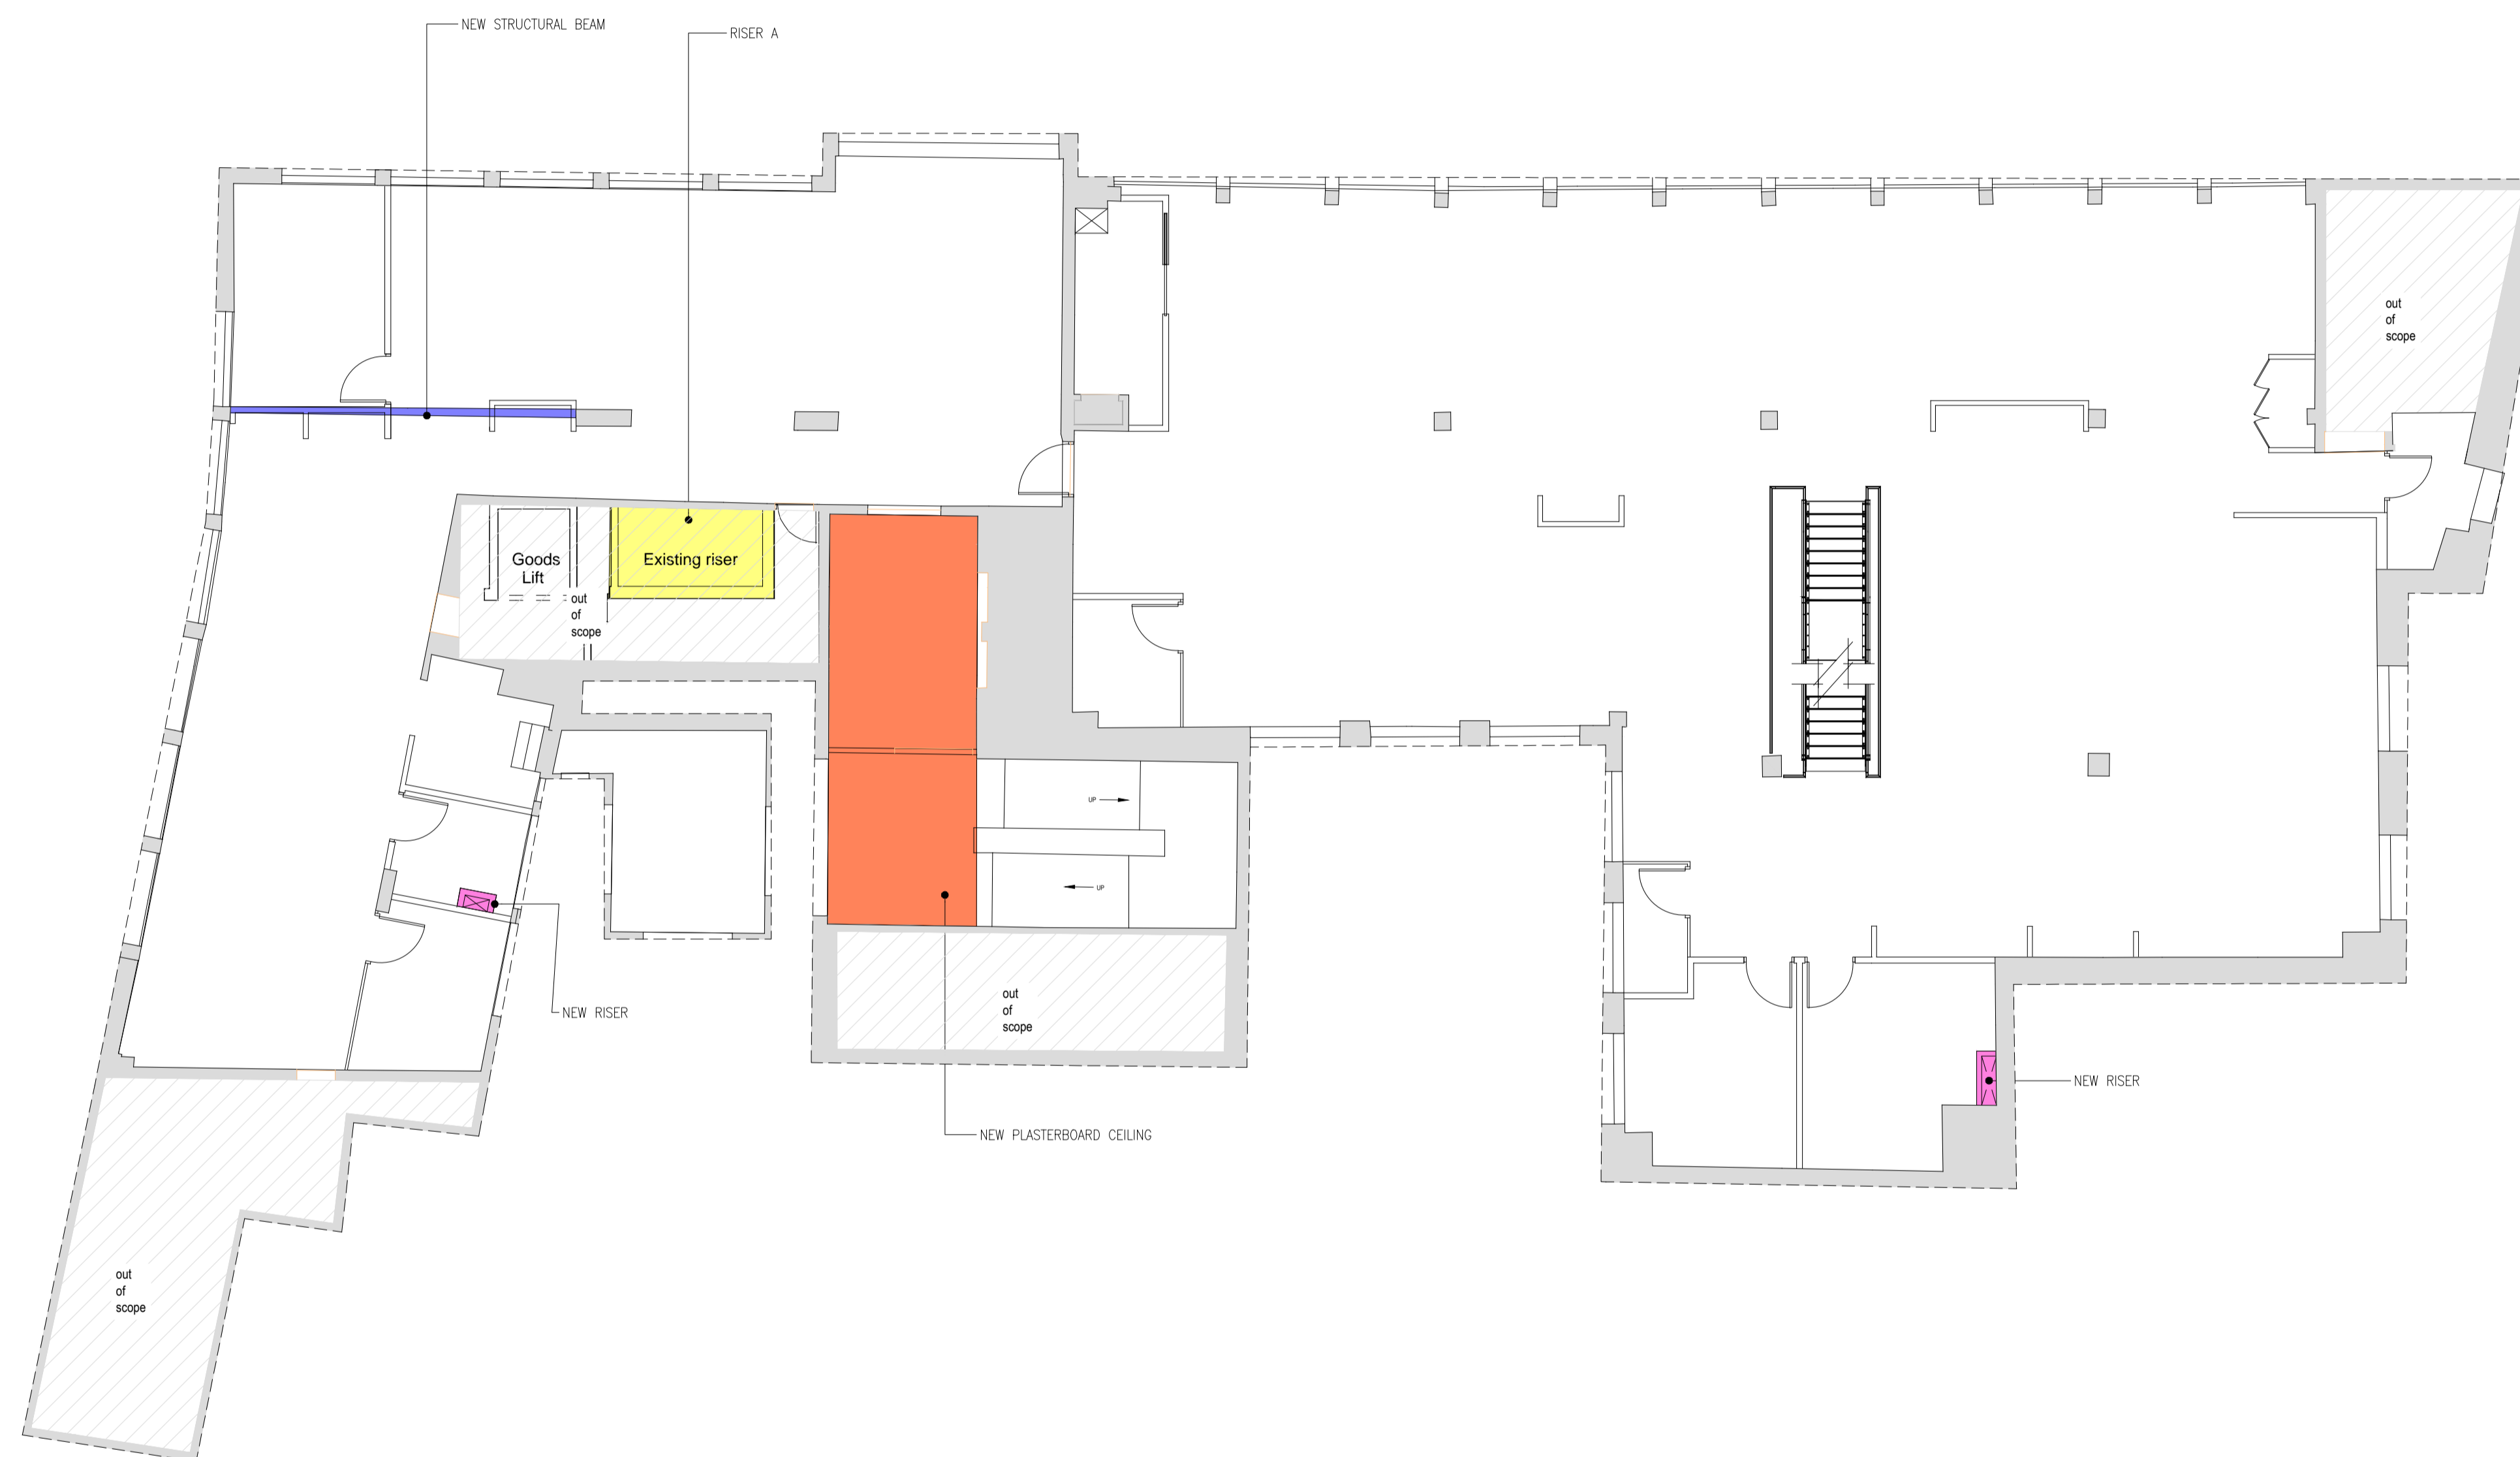 NEW STRUCTURAL BEAM
RISER A
out
of
scope
Goods
Lift
Existing riser
out
of
scope
UP
UP
NEW RISER
out
of
scope
NEW RISER
NEW PLASTERBOARD CEILING
out
of
scope